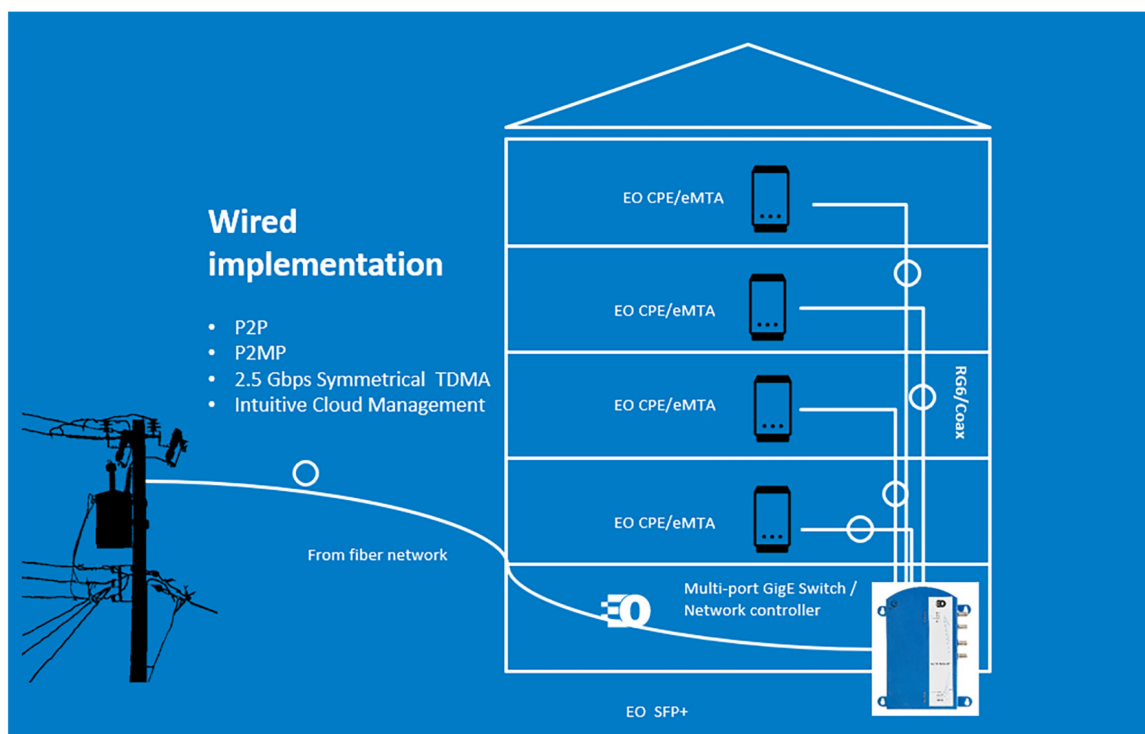 Wired
implementation
• P2P
• P2MP
• 2.5 Gbps Symmetrical TDMA
• Intuitive Cloud Management
From fiber network
EO CPE/eMTA
EO CPE/eMTA
EO CPE/eMTA
EO CPE/eMTA
RG6/Coax
Multi-port GigE Switch /
Network controller
EO
EO SFP+